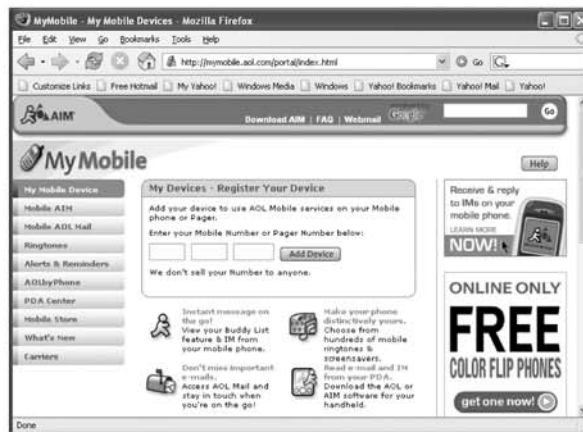 MyMobile - My Mobile Devices - Mozilla Firefox
File Edit View Go Bookmarks Tools Help
http://mymobile.aol.com/portal/index.html
Go
Customize Links Free Hotmail My Yahoo! Windows Media Windows Yahoo! Bookmarks Yahoo! Mail Yahoo!
AIM
Download AIM | FAQ | Webmail
Google
Go
MyMobile
Help
My Mobile Device
Mobile AIM
Mobile AOL Mail
Ringtones
Alerts & Reminders
AOLbyPhone
PDA Center
Mobile Store
What's New
Carriers
My Devices - Register Your Device
Add your device to use AOL Mobile services on your Mobile
phone or Pager.
Enter your Mobile Number or Pager Number below:
Add Device
We don't sell your Number to anyone.
Instant message on
the go!
View your Buddy List
feature & IM from
your mobile phone.
Make your phone
distinctively yours.
Choose from
hundreds of mobile
ringtones &
screensavers.
Don't miss important
e-mails.
Access AOL Mail and
stay in touch when
you're on the go!
Read e-mail and IM
from your PDA.
Download the AOL or
AIM software for your
handheld.
Receive & reply
to IMs on your
mobile phone.
LEARN MORE
NOW!
ONLINE ONLY
FREE
COLOR FLIP PHONES
get one now!
Done